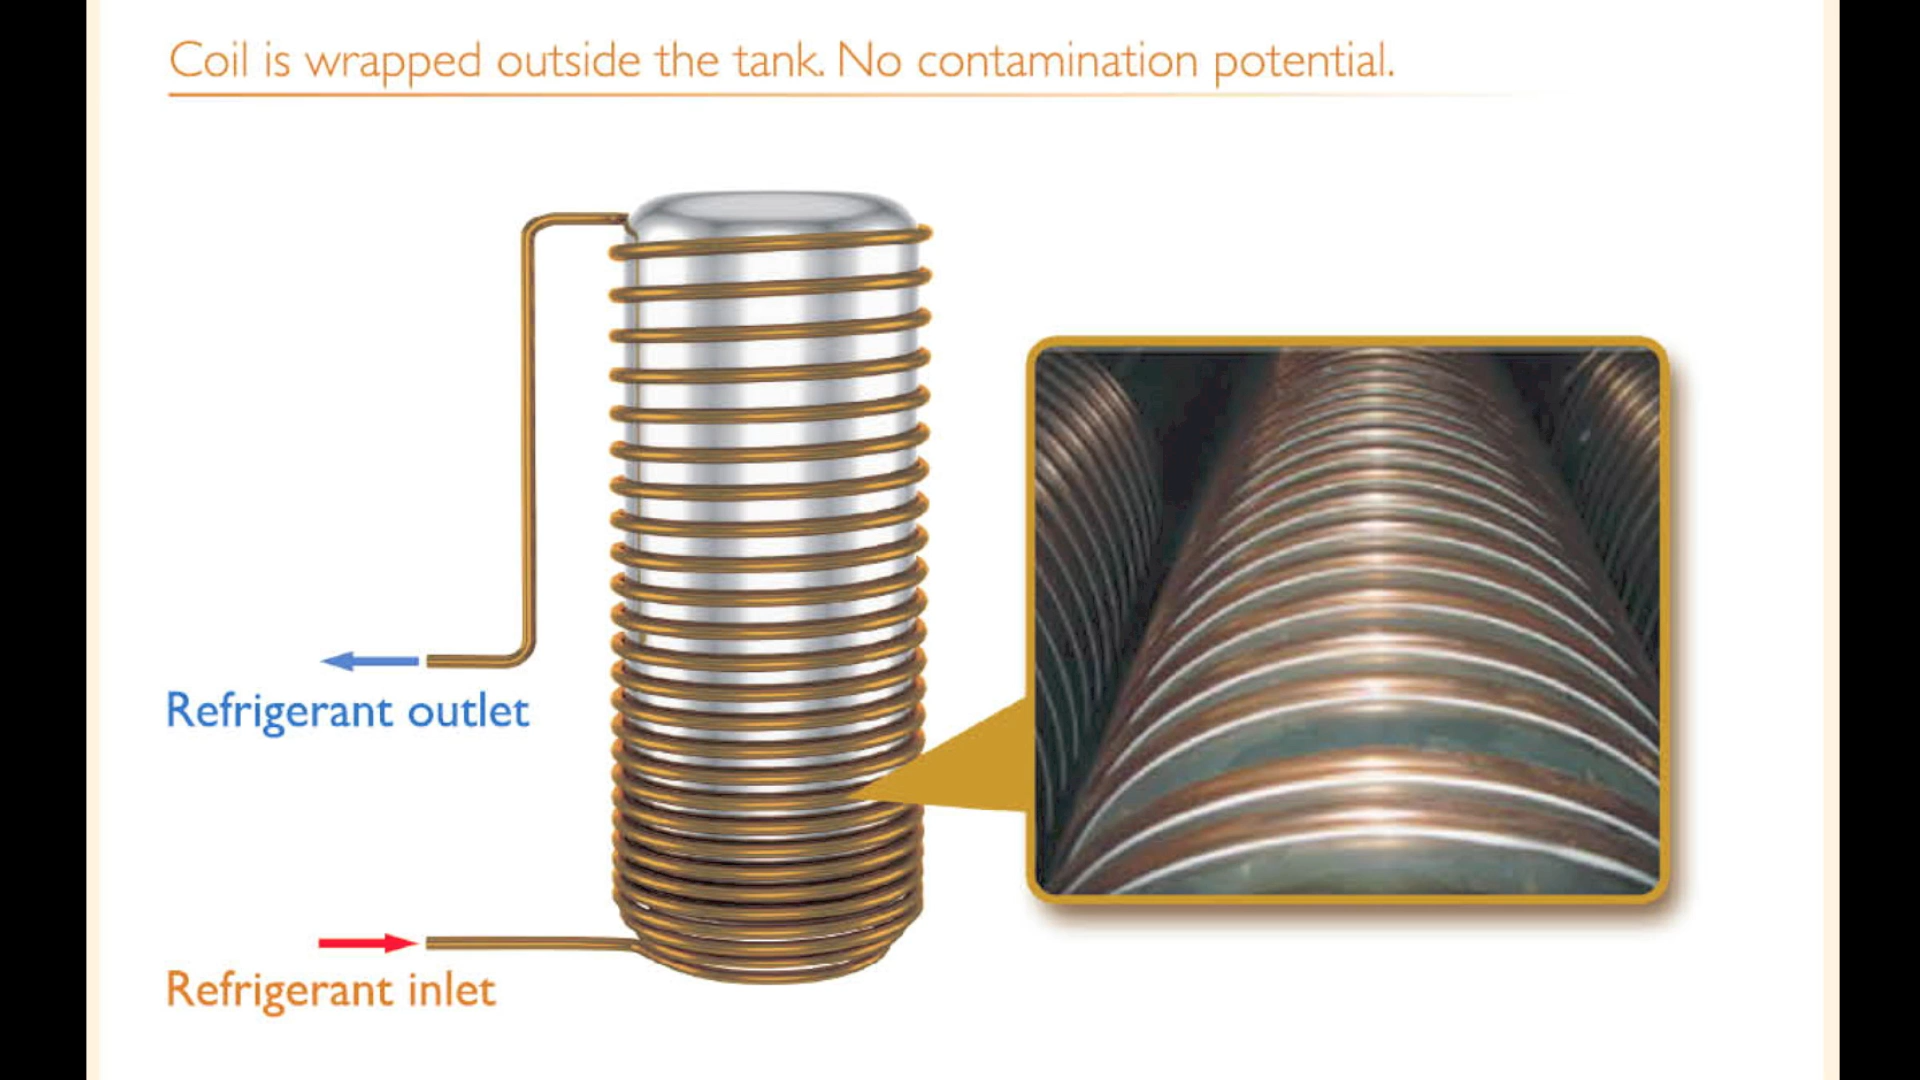 Coil is wrapped outside the tank. No contamination potential.
Refrigerant outlet
Refrigerant inlet